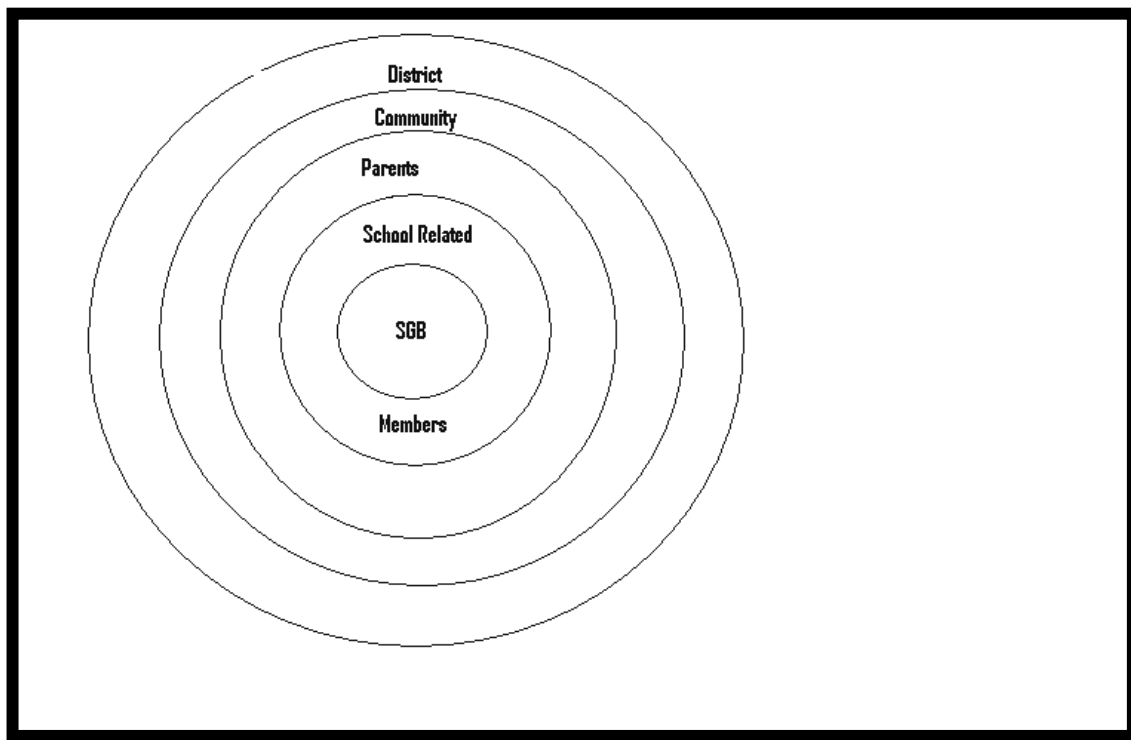 District
Community
Parents
School Related
SGB
Members